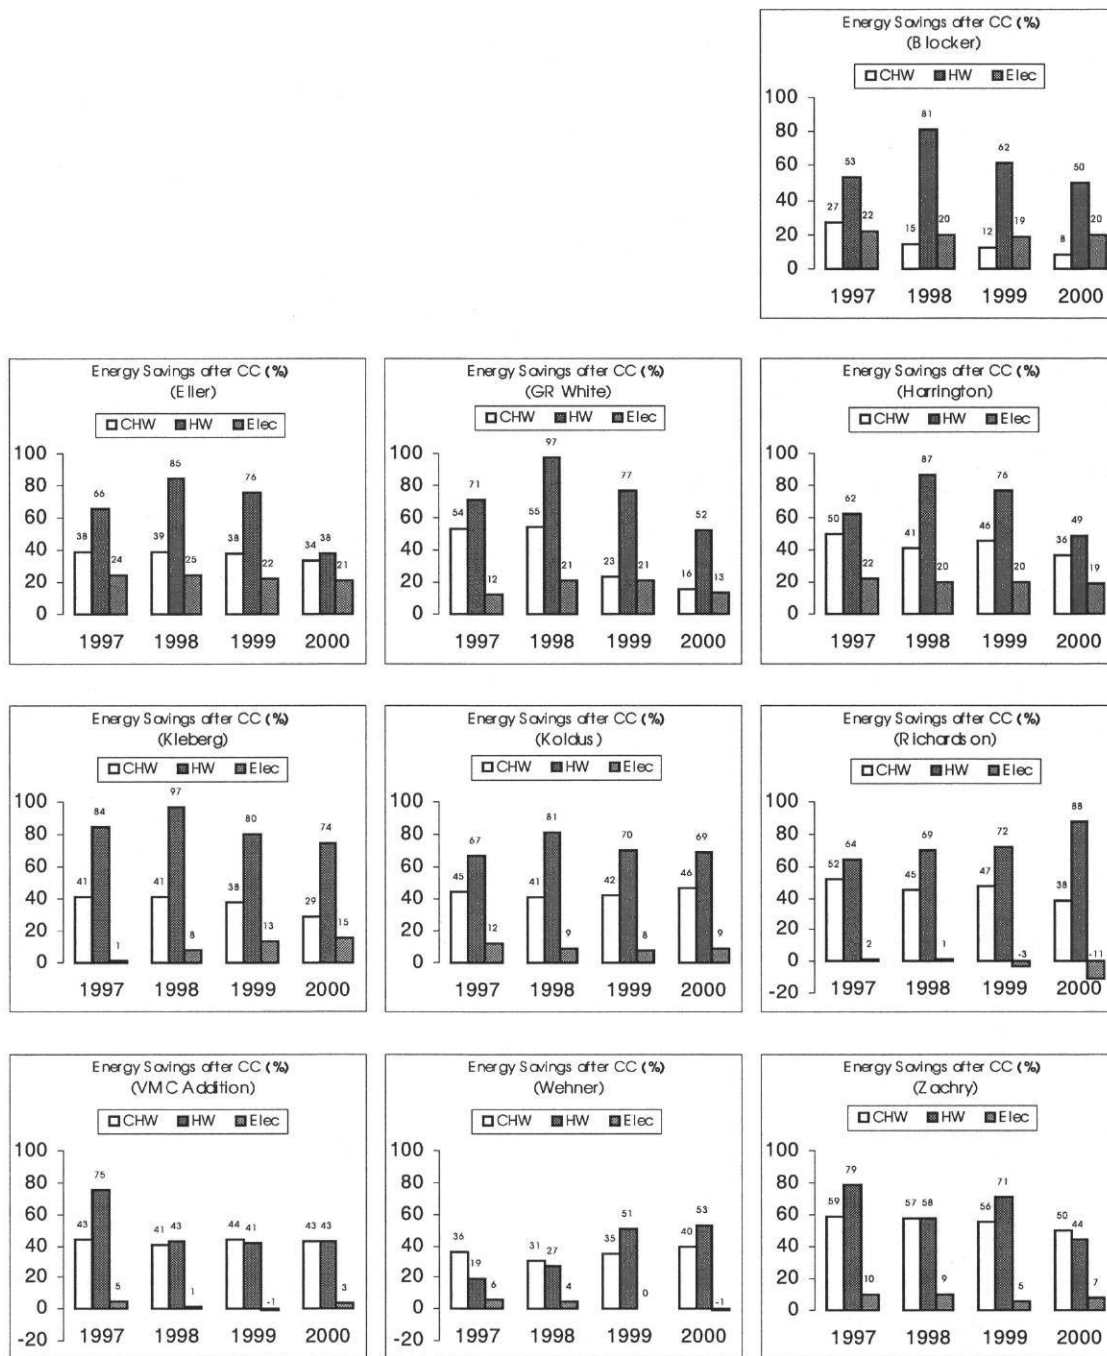 Energy Savings after CC (%)
(Blocker)
CHW HW Elec
100
80
60
40
20
0
27 53 22
15 81 20
12 62 19
8 50 20
1997 1998 1999 2000
Energy Savings after CC (%)
(Eller)
CHW HW Elec
100
80
60
40
20
0
38 66 24
39 85 25
38 76 22
34 38 21
1997 1998 1999 2000
Energy Savings after CC (%)
(GR White)
CHW HW Elec
100
80
60
40
20
0
54 71 12
55 97 21
23 77 21
16 52 13
1997 1998 1999 2000
Energy Savings after CC (%)
(Harrington)
CHW HW Elec
100
80
60
40
20
0
50 62 22
41 87 20
46 76 20
36 49 19
1997 1998 1999 2000
Energy Savings after CC (%)
(Kleberg)
CHW HW Elec
100
80
60
40
20
0
41 84 1
41 97 8
38 80 13
29 74 15
1997 1998 1999 2000
Energy Savings after CC (%)
(Koldus)
CHW HW Elec
100
80
60
40
20
0
45 67 12
41 81 9
42 70 8
46 69 9
1997 1998 1999 2000
Energy Savings after CC (%)
(Richardson)
CHW HW Elec
100
80
60
40
20
0
-20
52 64 2
45 69 1
47 72 -3
38 88 -11
1997 1998 1999 2000
Energy Savings after CC (%)
(VMC Addition)
CHW HW Elec
100
80
60
40
20
0
-20
43 75 5
41 43 1
44 41 -1
43 43 3
1997 1998 1999 2000
Energy Savings after CC (%)
(Wehner)
CHW HW Elec
100
80
60
40
20
0
-20
36 19 6
31 27 4
35 51 0
40 53 -1
1997 1998 1999 2000
Energy Savings after CC (%)
(Zachry)
CHW HW Elec
100
80
60
40
20
0
59 79 10
57 58 9
56 71 5
50 44 7
1997 1998 1999 2000